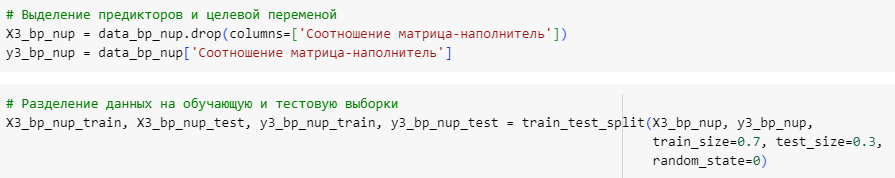 # Выделение предикторов и целевой переменой
X3_bp_nup = data_bp_nup.drop(columns=['Соотношение матрица-наполнитель'])
y3_bp_nup = data_bp_nup['Соотношение матрица-наполнитель']
# Разделение данных на обучающую и тестовую выборки
X3_bp_nup_train, X3_bp_nup_test, y3_bp_nup_train, y3_bp_nup_test = train_test_split(X3_bp_nup, y3_bp_nup,
train_size=0.7, test_size=0.3,
random_state=0)